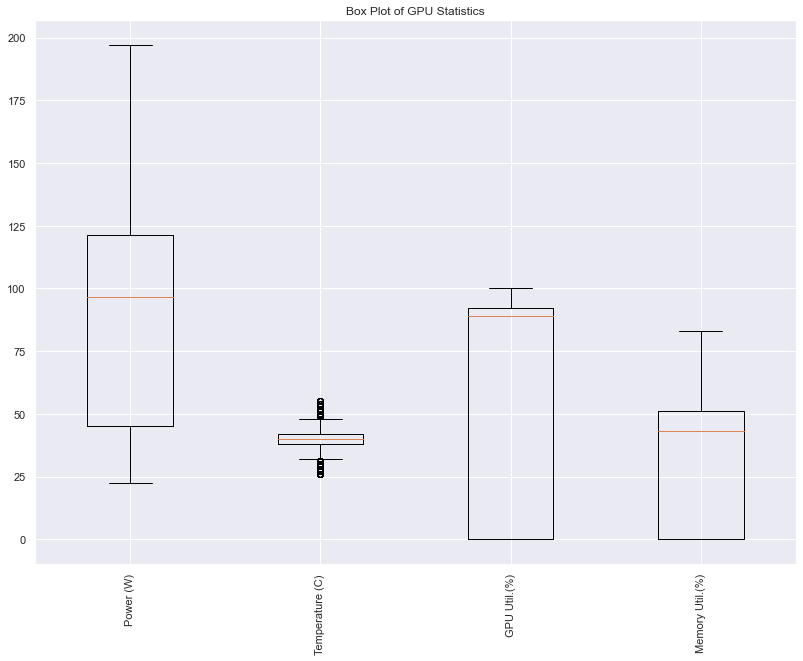 Box Plot of GPU Statistics
200
175
150
125
100
75
50
25
0
Power (W)
Temperature (C)
GPU Util.(%)
Memory Util.(%)